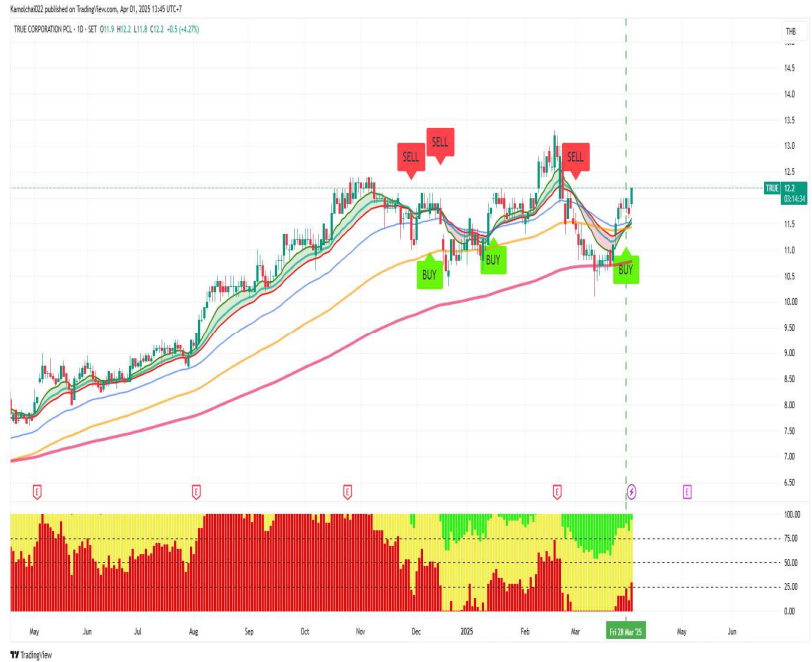 Kamolchai022 published on TradingView.com, Apr 01, 2025 13:45 UTC+7
TRUE CORPORATION PCL · 1D · SET O11.9 H12.2 L11.8 C12.2 +0.5 (+4.27%)
THB
14.5
14.0
13.5
13.0
12.5
TRUE 12.2
03:14:34
11.5
11.0
10.5
10.00
9.50
9.00
8.50
8.00
7.50
7.00
6.50
SELL
SELL
SELL
BUY
BUY
BUY
E
E
E
E
E
100.00
75.00
50.00
25.00
0.00
May Jun Jul Aug Sep Oct Nov Dec 2025 Feb Mar Fri 28 Mar '25 May Jun
TradingView